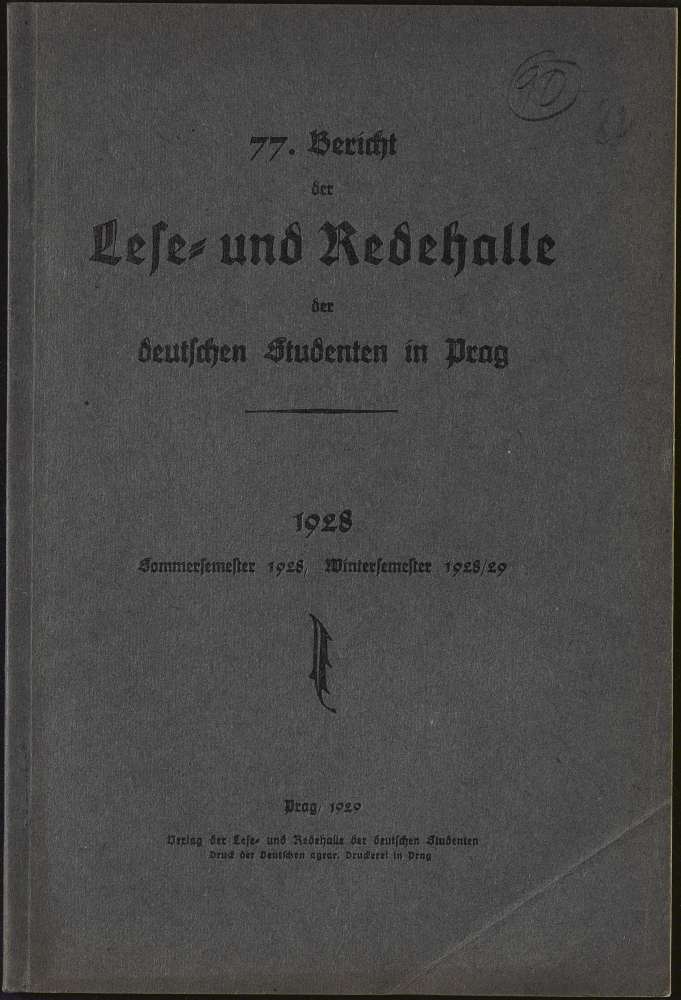 77. Bericht
der
Lese- und Redehalle
der
deutschen Studenten in Prag
1928
Sommersemester 1928, Wintersemester 1928/29
Prag, 1929
Verlag der Lese- und Redehalle der deutschen Studenten
Druck der Deutschen agrar. Druckerei in Prag